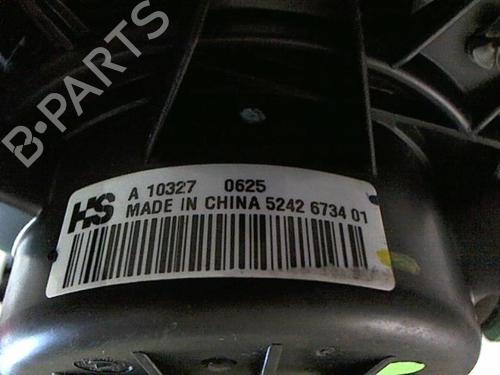 B·PARTS
HS A 10327 0625
MADE IN CHINA 5242 6734 01